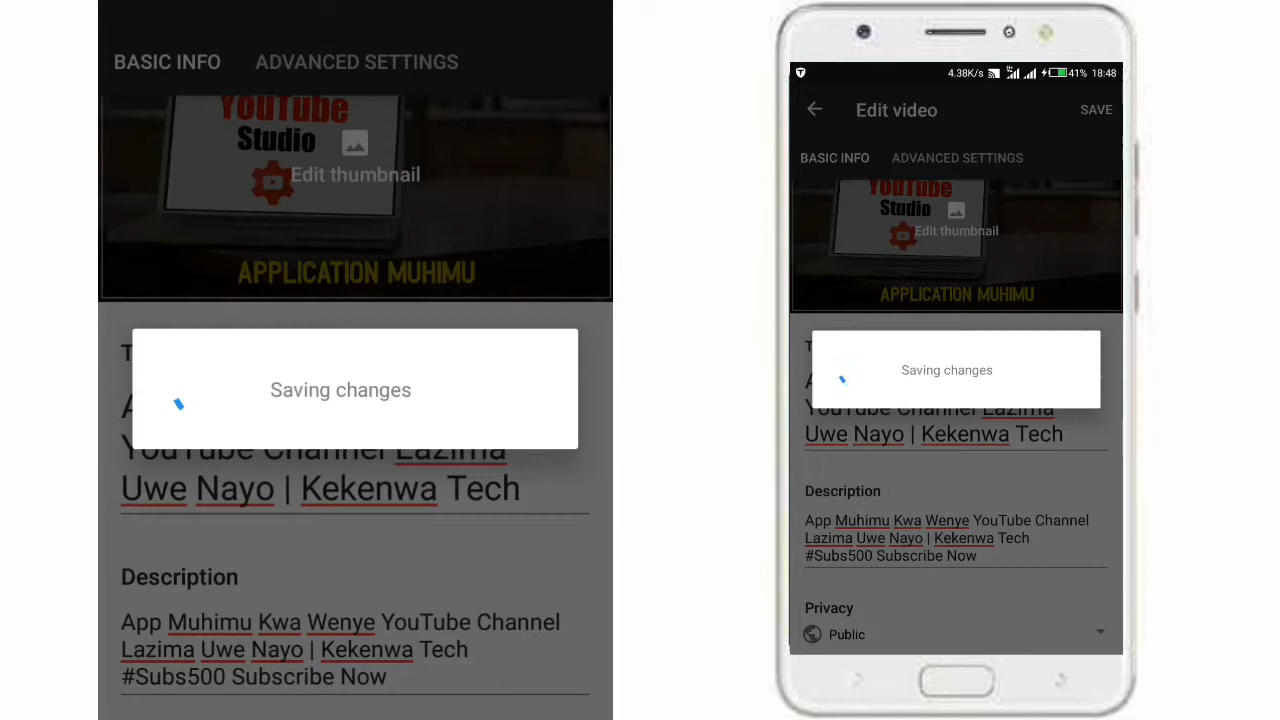 BASIC INFO ADVANCED SETTINGS
YouTube
Studio
Edit thumbnail
APPLICATION MUHIMU
T
Saving changes
A
YouTube Channel Lazima
Uwe Nayo | Kekenwa Tech
Description
App Muhimu Kwa Wenye YouTube Channel
Lazima Uwe Nayo | Kekenwa Tech
#Subs500 Subscribe Now
4.38K/s 41% 18:48
Edit video SAVE
BASIC INFO ADVANCED SETTINGS
YouTube
Studio
Edit thumbnail
APPLICATION MUHIMU
T
Saving changes
A
YouTube Channel Lazima
Uwe Nayo | Kekenwa Tech
Description
App Muhimu Kwa Wenye YouTube Channel
Lazima Uwe Nayo | Kekenwa Tech
#Subs500 Subscribe Now
Privacy
Public